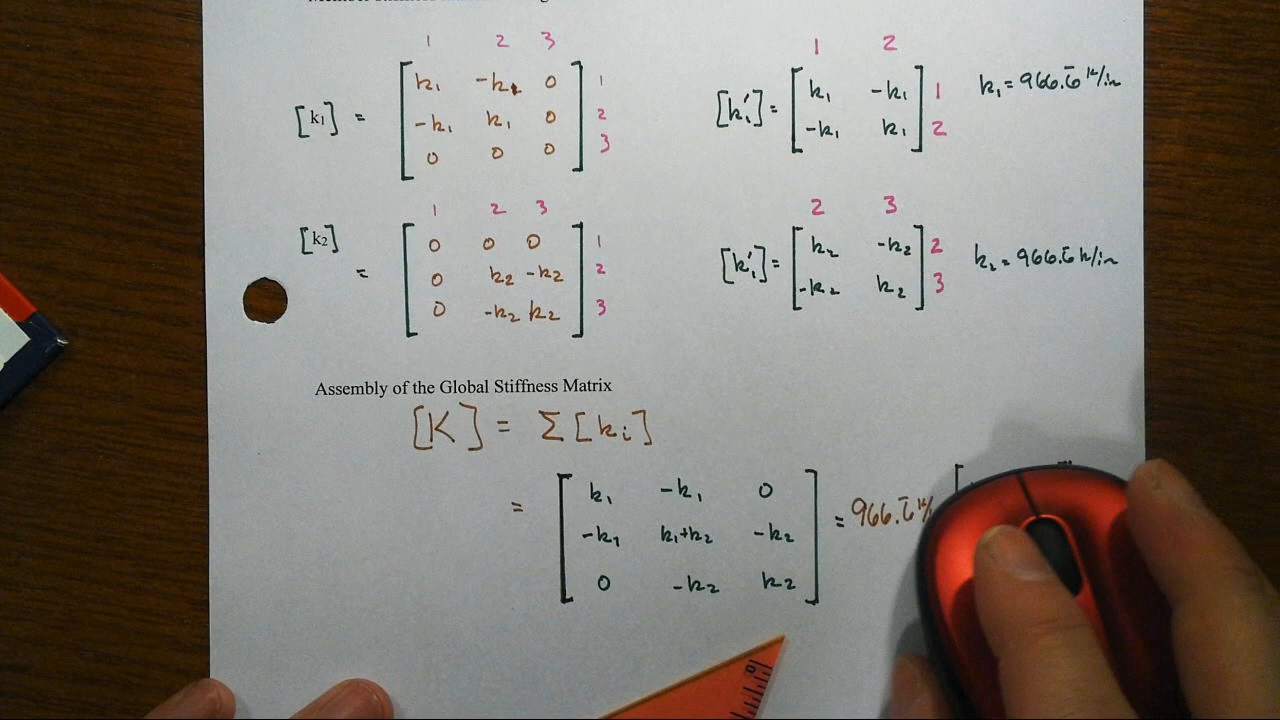 1 2 3
[k1] = [ k₁ -k₁ 0 ] 1
[ -k₁ k₁ 0 ] 2
[ 0 0 0 ] 3
1 2
[k₁'] = [ k₁ -k₁ ] 1
[ -k₁ k₁ ] 2
k₁ = 966.6̄ k/in
1 2 3
[k2] = [ 0 0 0 ] 1
[ 0 k₂ -k₂ ] 2
[ 0 -k₂ k₂ ] 3
2 3
[k₁'] = [ k₂ -k₂ ] 2
[ -k₂ k₂ ] 3
k₂ = 966.6̄ k/in
Assembly of the Global Stiffness Matrix
[K] = Σ[kᵢ]
= [ k₁ -k₁ 0 ] = 966.6̄ k/
[ -k₁ k₁+k₂ -k₂ ]
[ 0 -k₂ k₂ ]